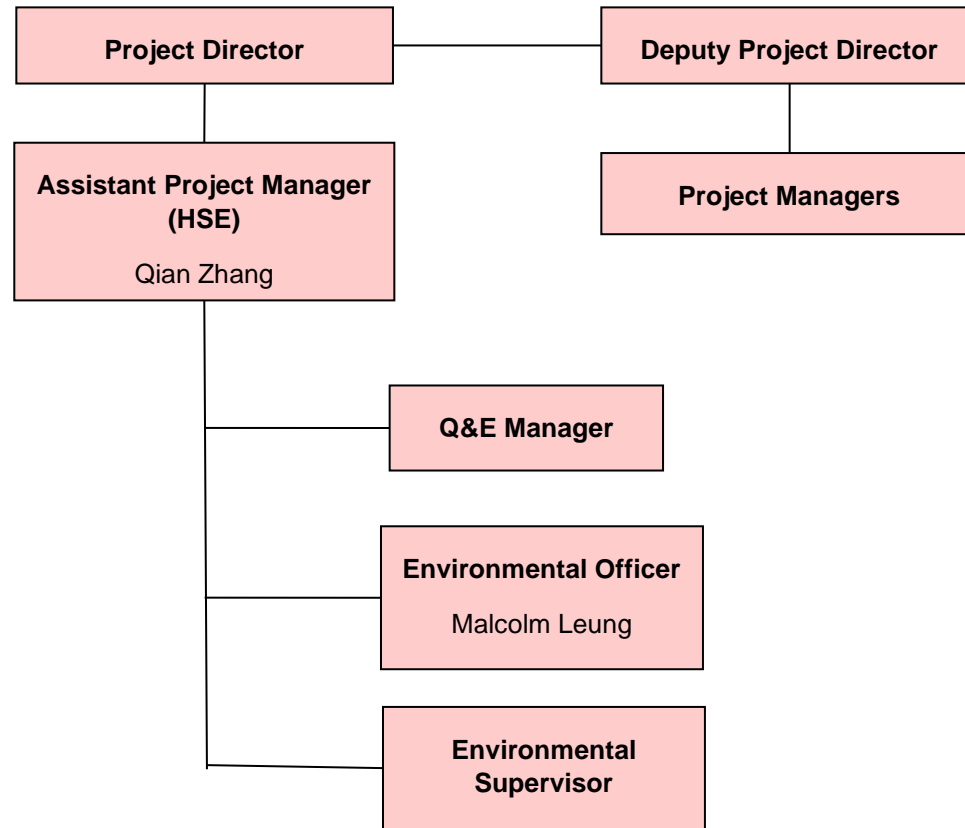 Project Director
Deputy Project Director
Assistant Project Manager
(HSE)
Qian Zhang
Project Managers
Q&E Manager
Environmental Officer
Malcolm Leung
Environmental
Supervisor